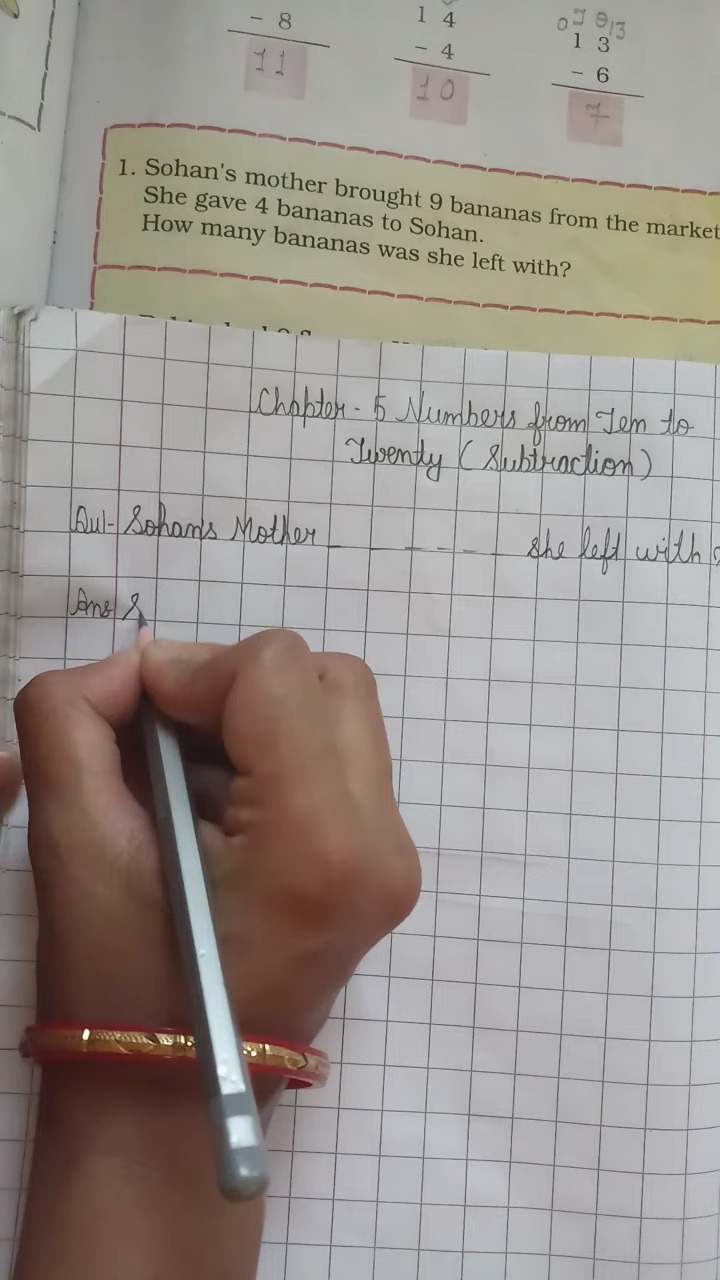 - 8
11
1 4
- 4
10
13
1 3
- 6
7
1. Sohan's mother brought 9 bananas from the market
She gave 4 bananas to Sohan.
How many bananas was she left with?
Chapter - 5 Numbers from Ten to
Twenty (Subtraction)
Qu1- Sohan's Mother _ _ _ _ _ she left with
Ans S